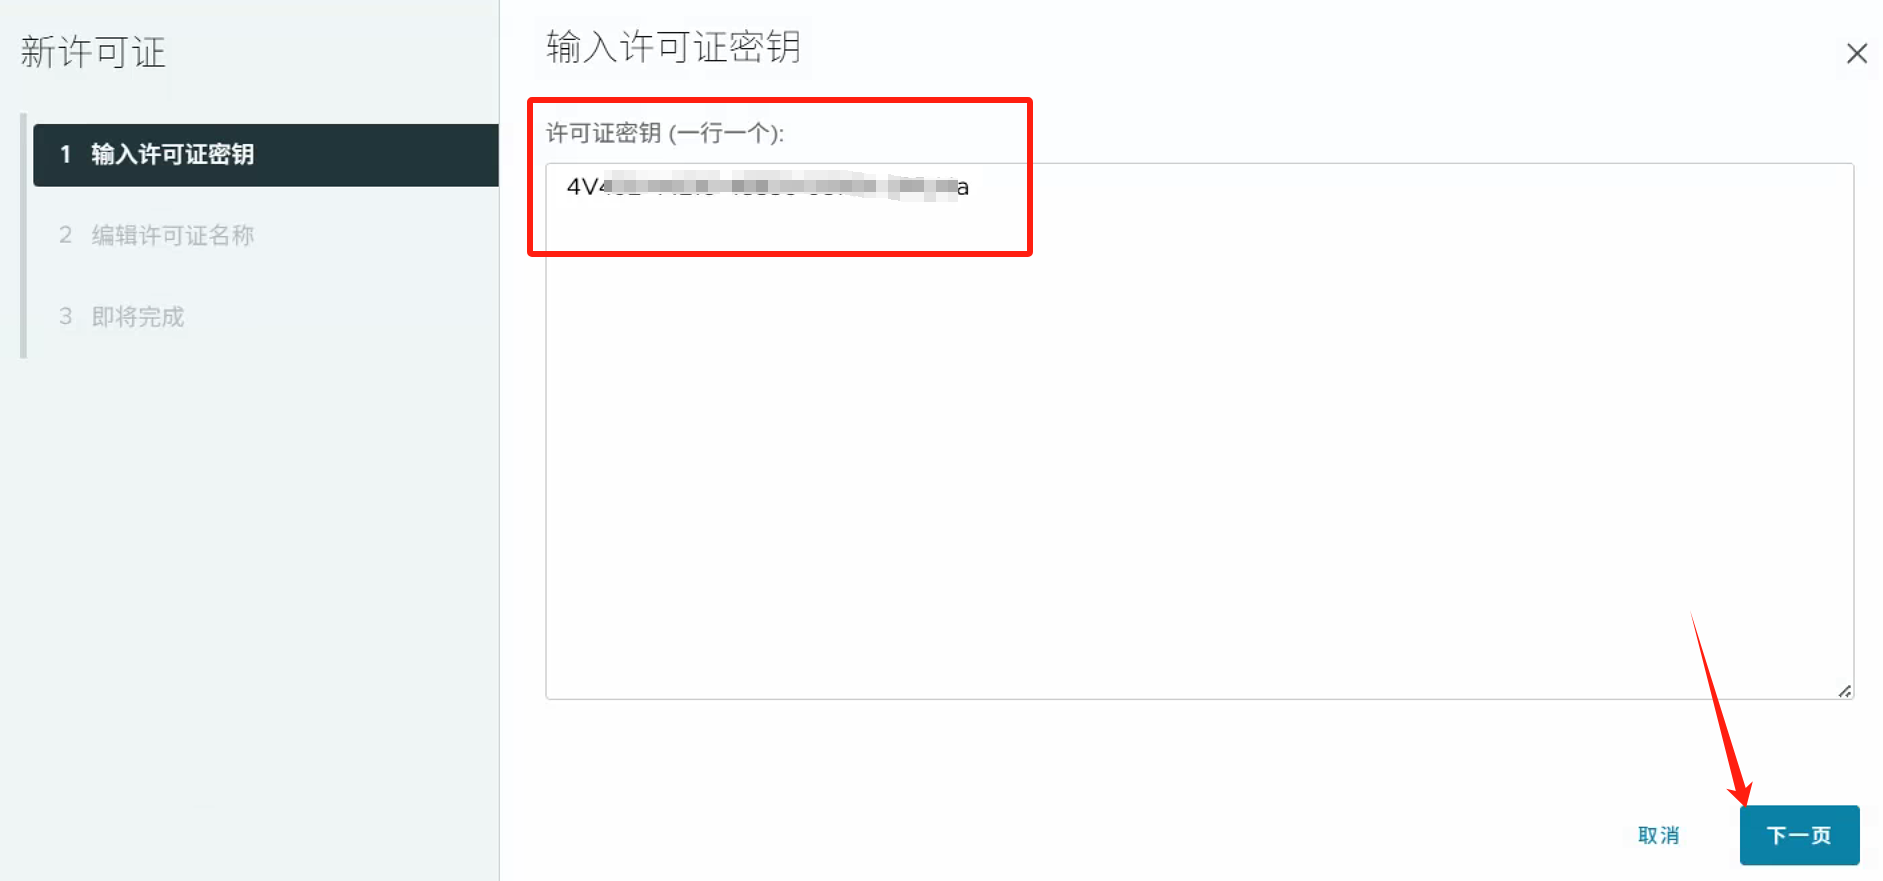 新许可证
1 输入许可证密钥
2 编辑许可证名称
3 即将完成
输入许可证密钥
许可证密钥 (一行一个):
取消
下一页